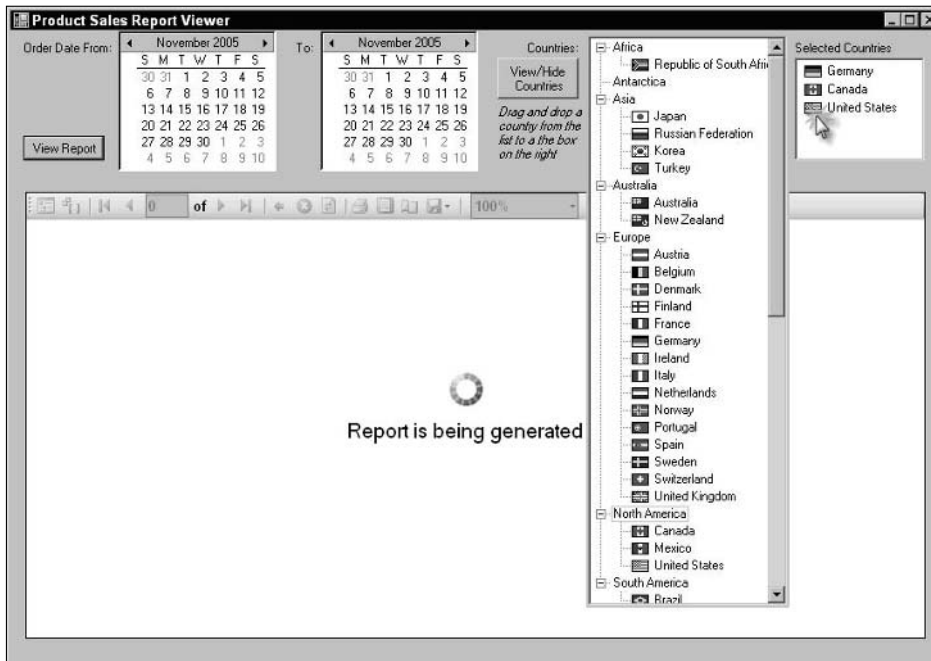 Product Sales Report Viewer
Order Date From:
November 2005
S M T W T F S
30 31 1 2 3 4 5
6 7 8 9 10 11 12
13 14 15 16 17 18 19
20 21 22 23 24 25 26
27 28 29 30 1 2 3
4 5 6 7 8 9 10
To:
November 2005
S M T W T F S
30 31 1 2 3 4 5
6 7 8 9 10 11 12
13 14 15 16 17 18 19
20 21 22 23 24 25 26
27 28 29 30 1 2 3
4 5 6 7 8 9 10
View Report
Countries:
View/Hide
Countries
Drag and drop a
country from the
list to a box
on the right
Africa
Republic of South Afri
Antarctica
Asia
Japan
Russian Federation
Korea
Turkey
Australia
Australia
New Zealand
Europe
Austria
Belgium
Denmark
Finland
France
Germany
Ireland
Italy
Netherlands
Norway
Portugal
Spain
Sweden
Switzerland
United Kingdom
North America
Canada
Mexico
United States
South America
Brazil
Selected Countries
Germany
Canada
United States
0 of
100%
Report is being generated